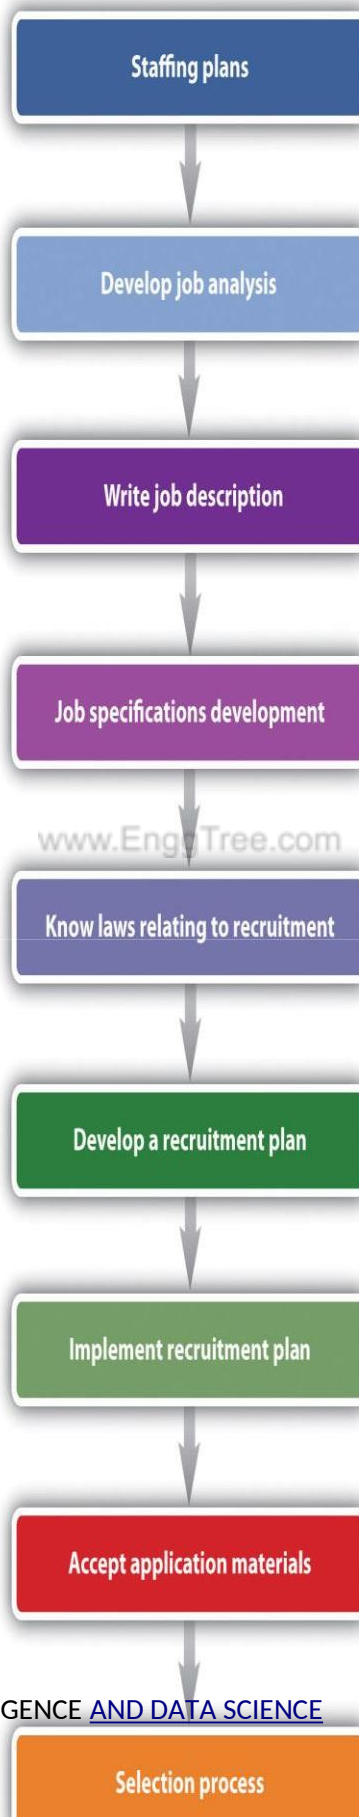 Staffing plans
Develop job analysis
Write job description
Job specifications development
www.EnggTree.com
Know laws relating to recruitment
Develop a recruitment plan
Implement recruitment plan
Accept application materials
GENCE AND DATA SCIENCE
Selection process